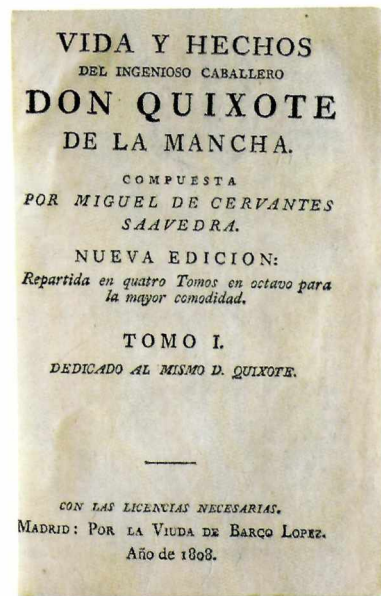 VIDA Y HECHOS
DEL INGENIOSO CABALLERO
DON QUIXOTE
DE LA MANCHA.
COMPUESTA
POR MIGUEL DE CERVANTES
SAAVEDRA.
NUEVA EDICION:
Repartida en quatro Tomos en octavo para
la mayor comodidad.
TOMO I.
DEDICADO AL MISMO D. QUIXOTE.
CON LAS LICENCIAS NECESARIAS.
MADRID: POR LA VIUDA DE BARCO LOPEZ.
Año de 1808.